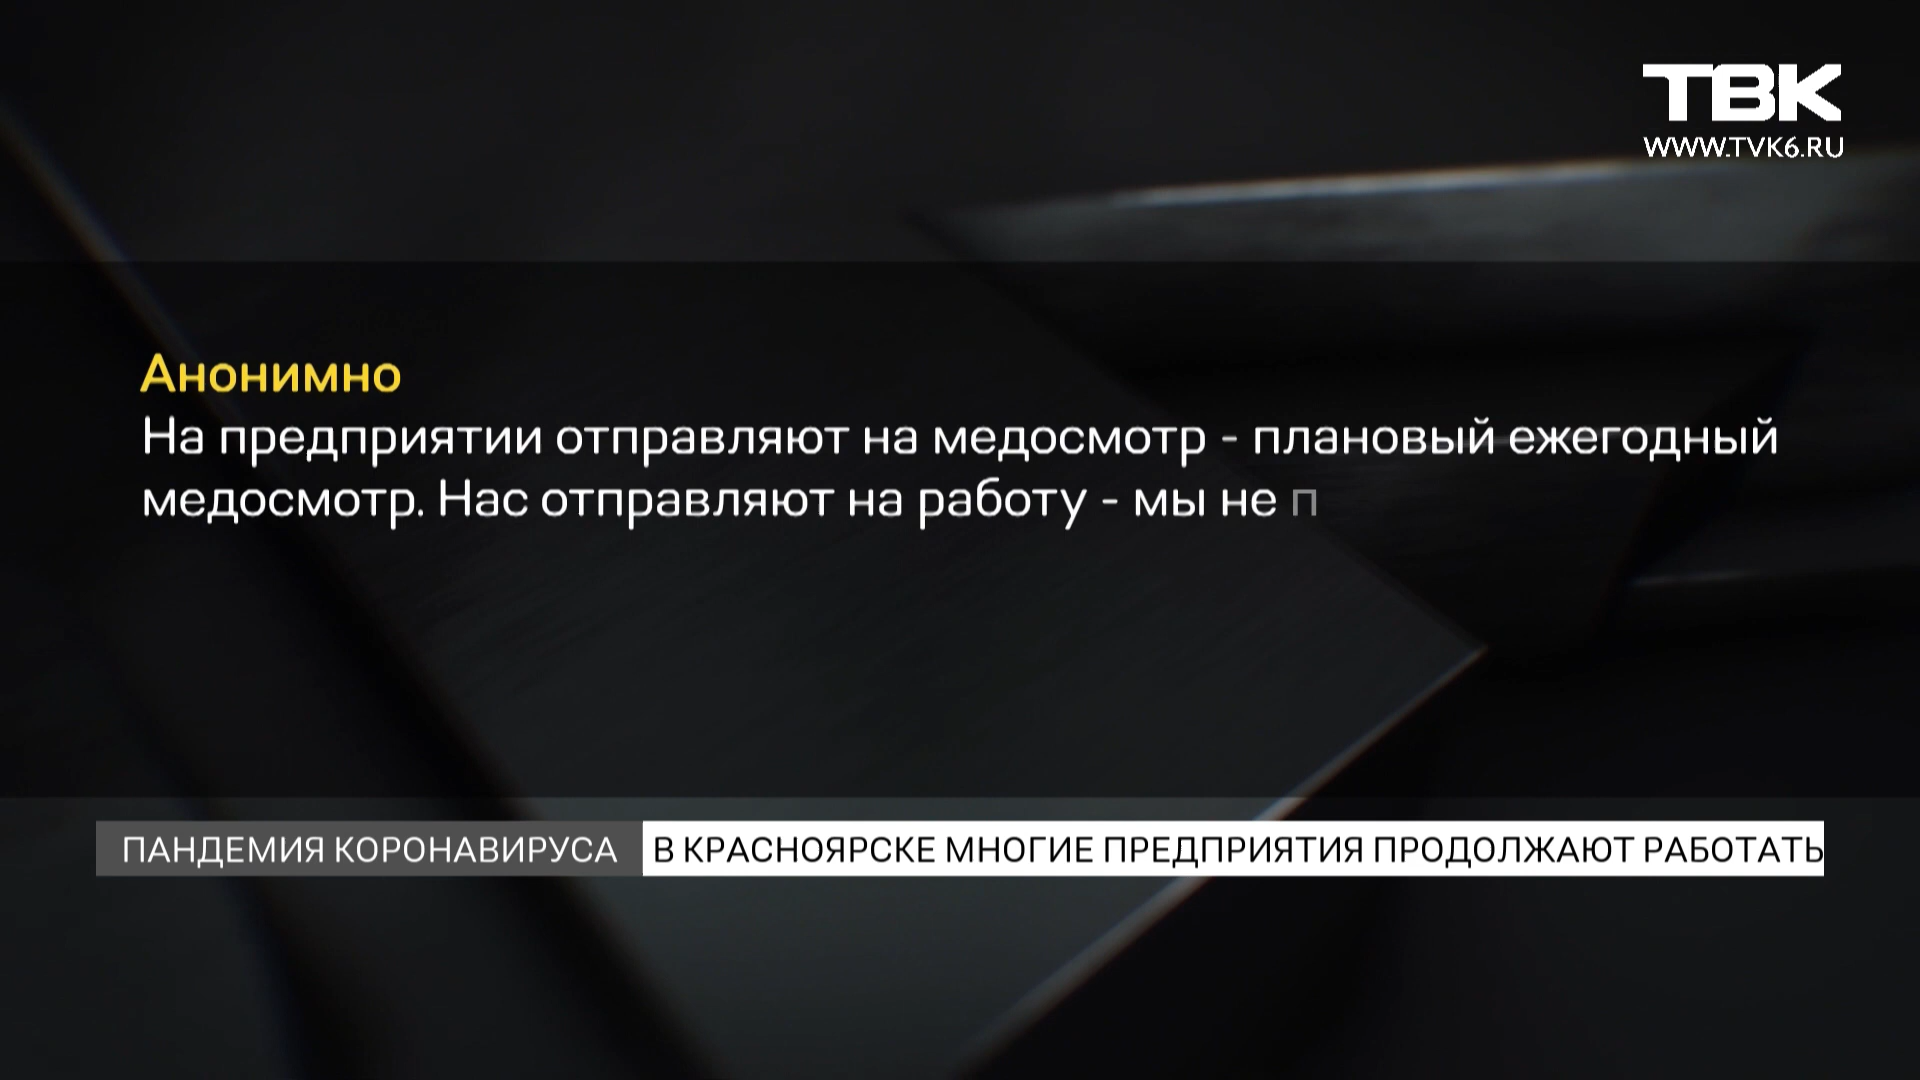 ТВК
WWW.TVK6.RU
Анонимно
На предприятии отправляют на медосмотр - плановый ежегодный
медосмотр. Нас отправляют на работу - мы не п
ПАНДЕМИЯ КОРОНАВИРУСА В КРАСНОЯРСКЕ МНОГИЕ ПРЕДПРИЯТИЯ ПРОДОЛЖАЮТ РАБОТАТЬ